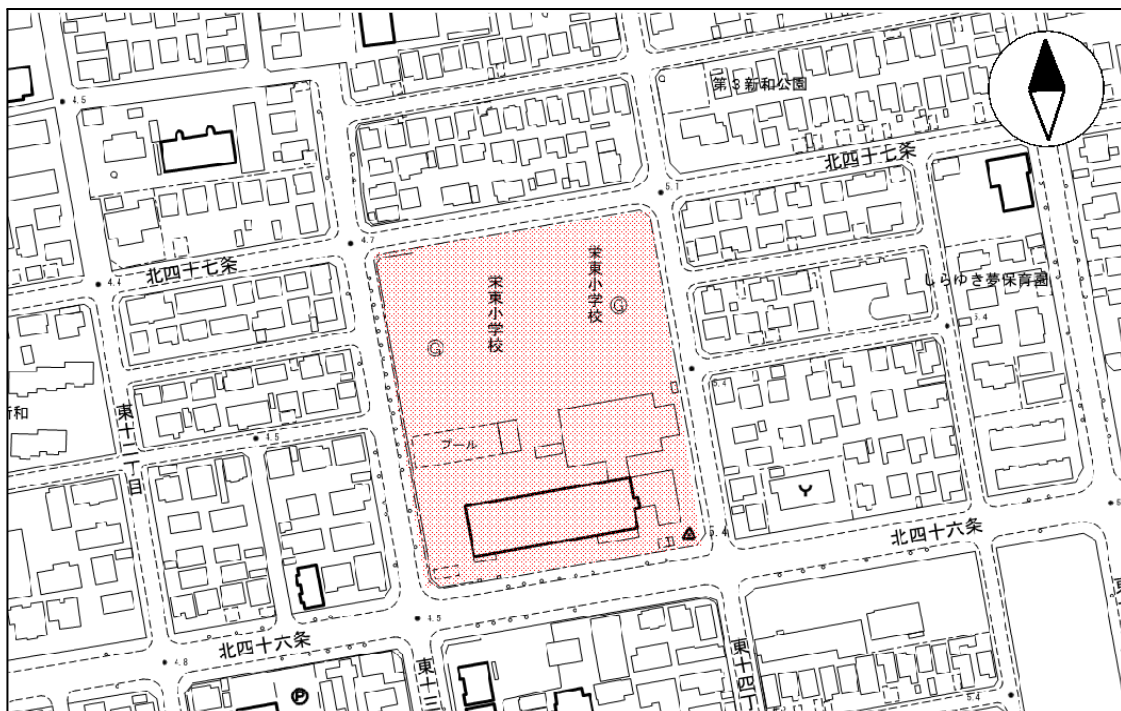 4.5
第3新和公園
北四十七条
5.7
4.7
北四十七条
4.4
栄東小学校
栄東小学校
G
G
しらゆき夢保育園
5.4
5.4
新和
東十二丁目
4.5
プール
5.4
北四十六条
4.5
北四十六条
4.8
東十三
東十四丁
P
5.4